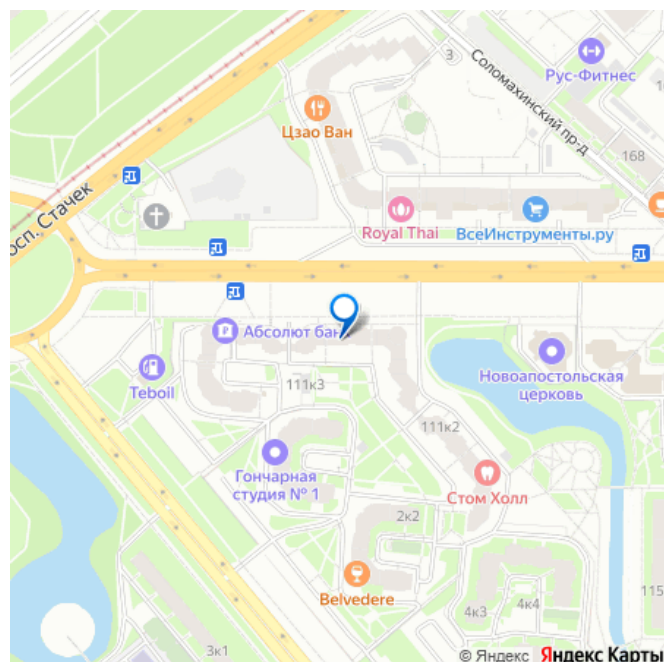 3
Соломахинский пр-д
Рус-Фитнес
168
Цзао Ван
осп. Стачек
Royal Thai
ВсеИнструменты.ру
Абсолют бан
Teboil
111к3
Новоапостольская
церковь
111к2
Гончарная
студия № 1
Стом Холл
2к2
Belvedere
4к3
4к4
115
3к1
© Яндекс Яндекс Карты